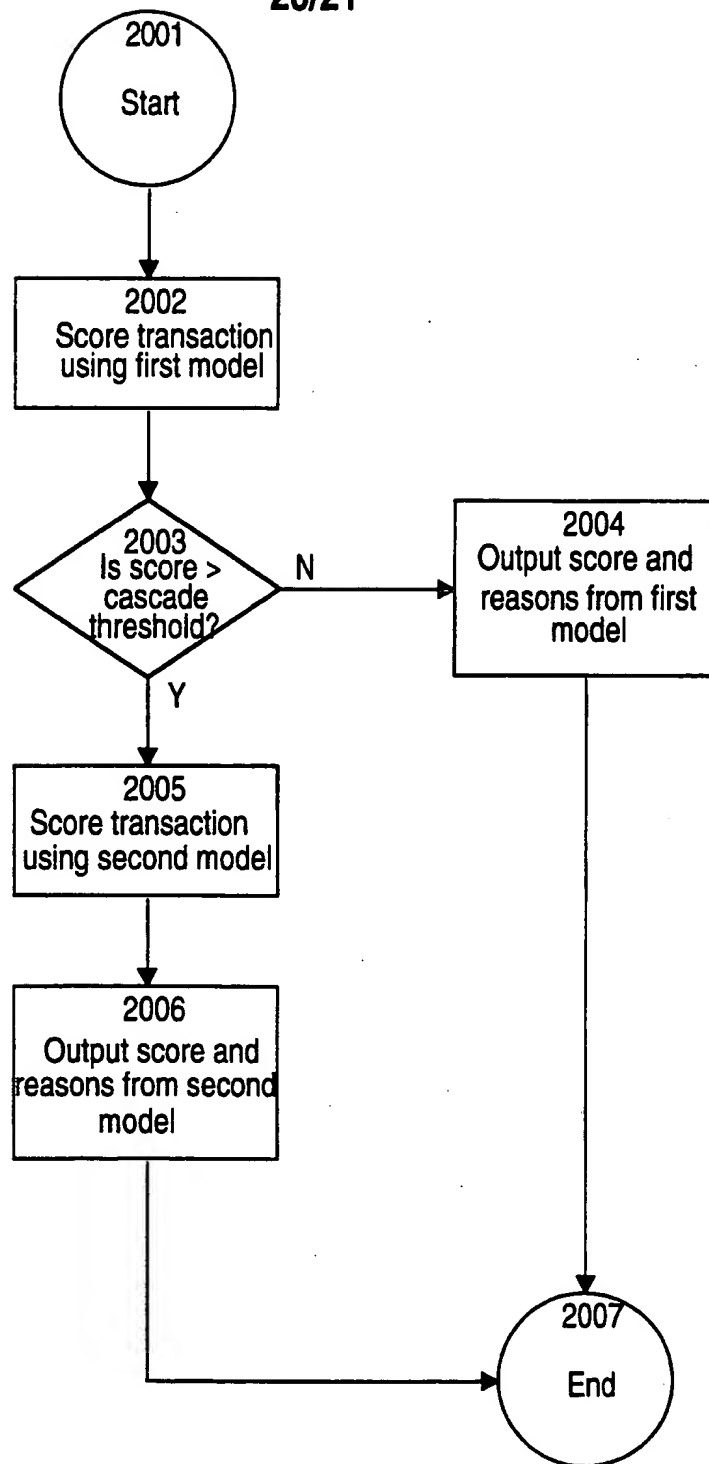 20/21
2001
Start
2002
Score transaction
using first model
2003
Is score >
cascade
threshold?
N
2004
Output score and
reasons from first
model
Y
2005
Score transaction
using second model
2006
Output score and
reasons from second
model
2007
End